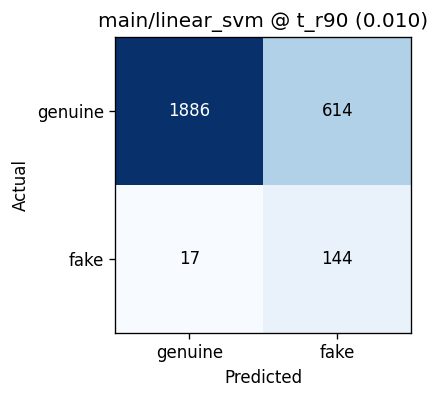 main/linear_svm @ t_r90 (0.010)
genuine
1886 614
Actual
fake
17 144
genuine fake
Predicted